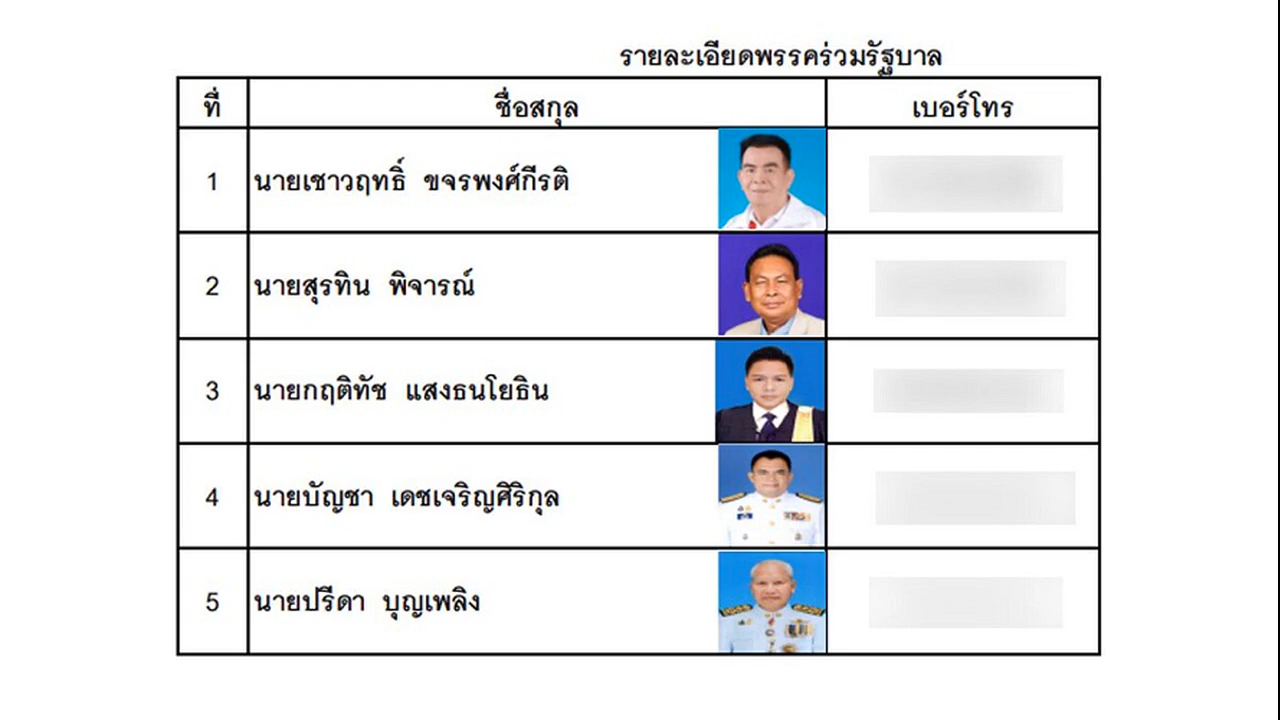 รายละเอียดพรรคร่วมรัฐบาล
ที่ ชื่อสกุล เบอร์โทร
1 นายเชาวฤทธิ์ ขจรพงศ์กีรติ
2 นายสุรทิน พิจารณ์
3 นายกฤติทัช แสงธนโยธิน
4 นายบัญชา เดชเจริญศิริกุล
5 นายปรีดา บุญเพลิง